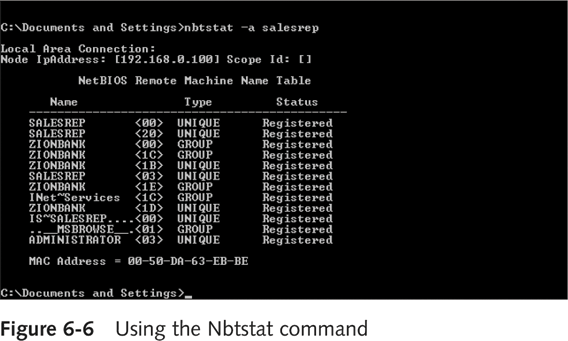 C:\Documents and Settings>nbtstat -a salesrep
Local Area Connection:
Node IpAddress: [192.168.0.100] Scope Id: []
NetBIOS Remote Machine Name Table
Name Type Status
SALESREP <00> UNIQUE Registered
SALESREP <20> UNIQUE Registered
ZIONBANK <00> GROUP Registered
ZIONBANK <1C> GROUP Registered
ZIONBANK <1B> UNIQUE Registered
SALESREP <03> UNIQUE Registered
ZIONBANK <1E> GROUP Registered
INet~Services <1C> GROUP Registered
ZIONBANK <1D> UNIQUE Registered
IS~SALESREP....<00> UNIQUE Registered
..__MSBROWSE__.<01> GROUP Registered
ADMINISTRATOR <03> UNIQUE Registered
MAC Address = 00-50-DA-63-EB-BE
C:\Documents and Settings>_
Figure 6-6 Using the Nbtstat command